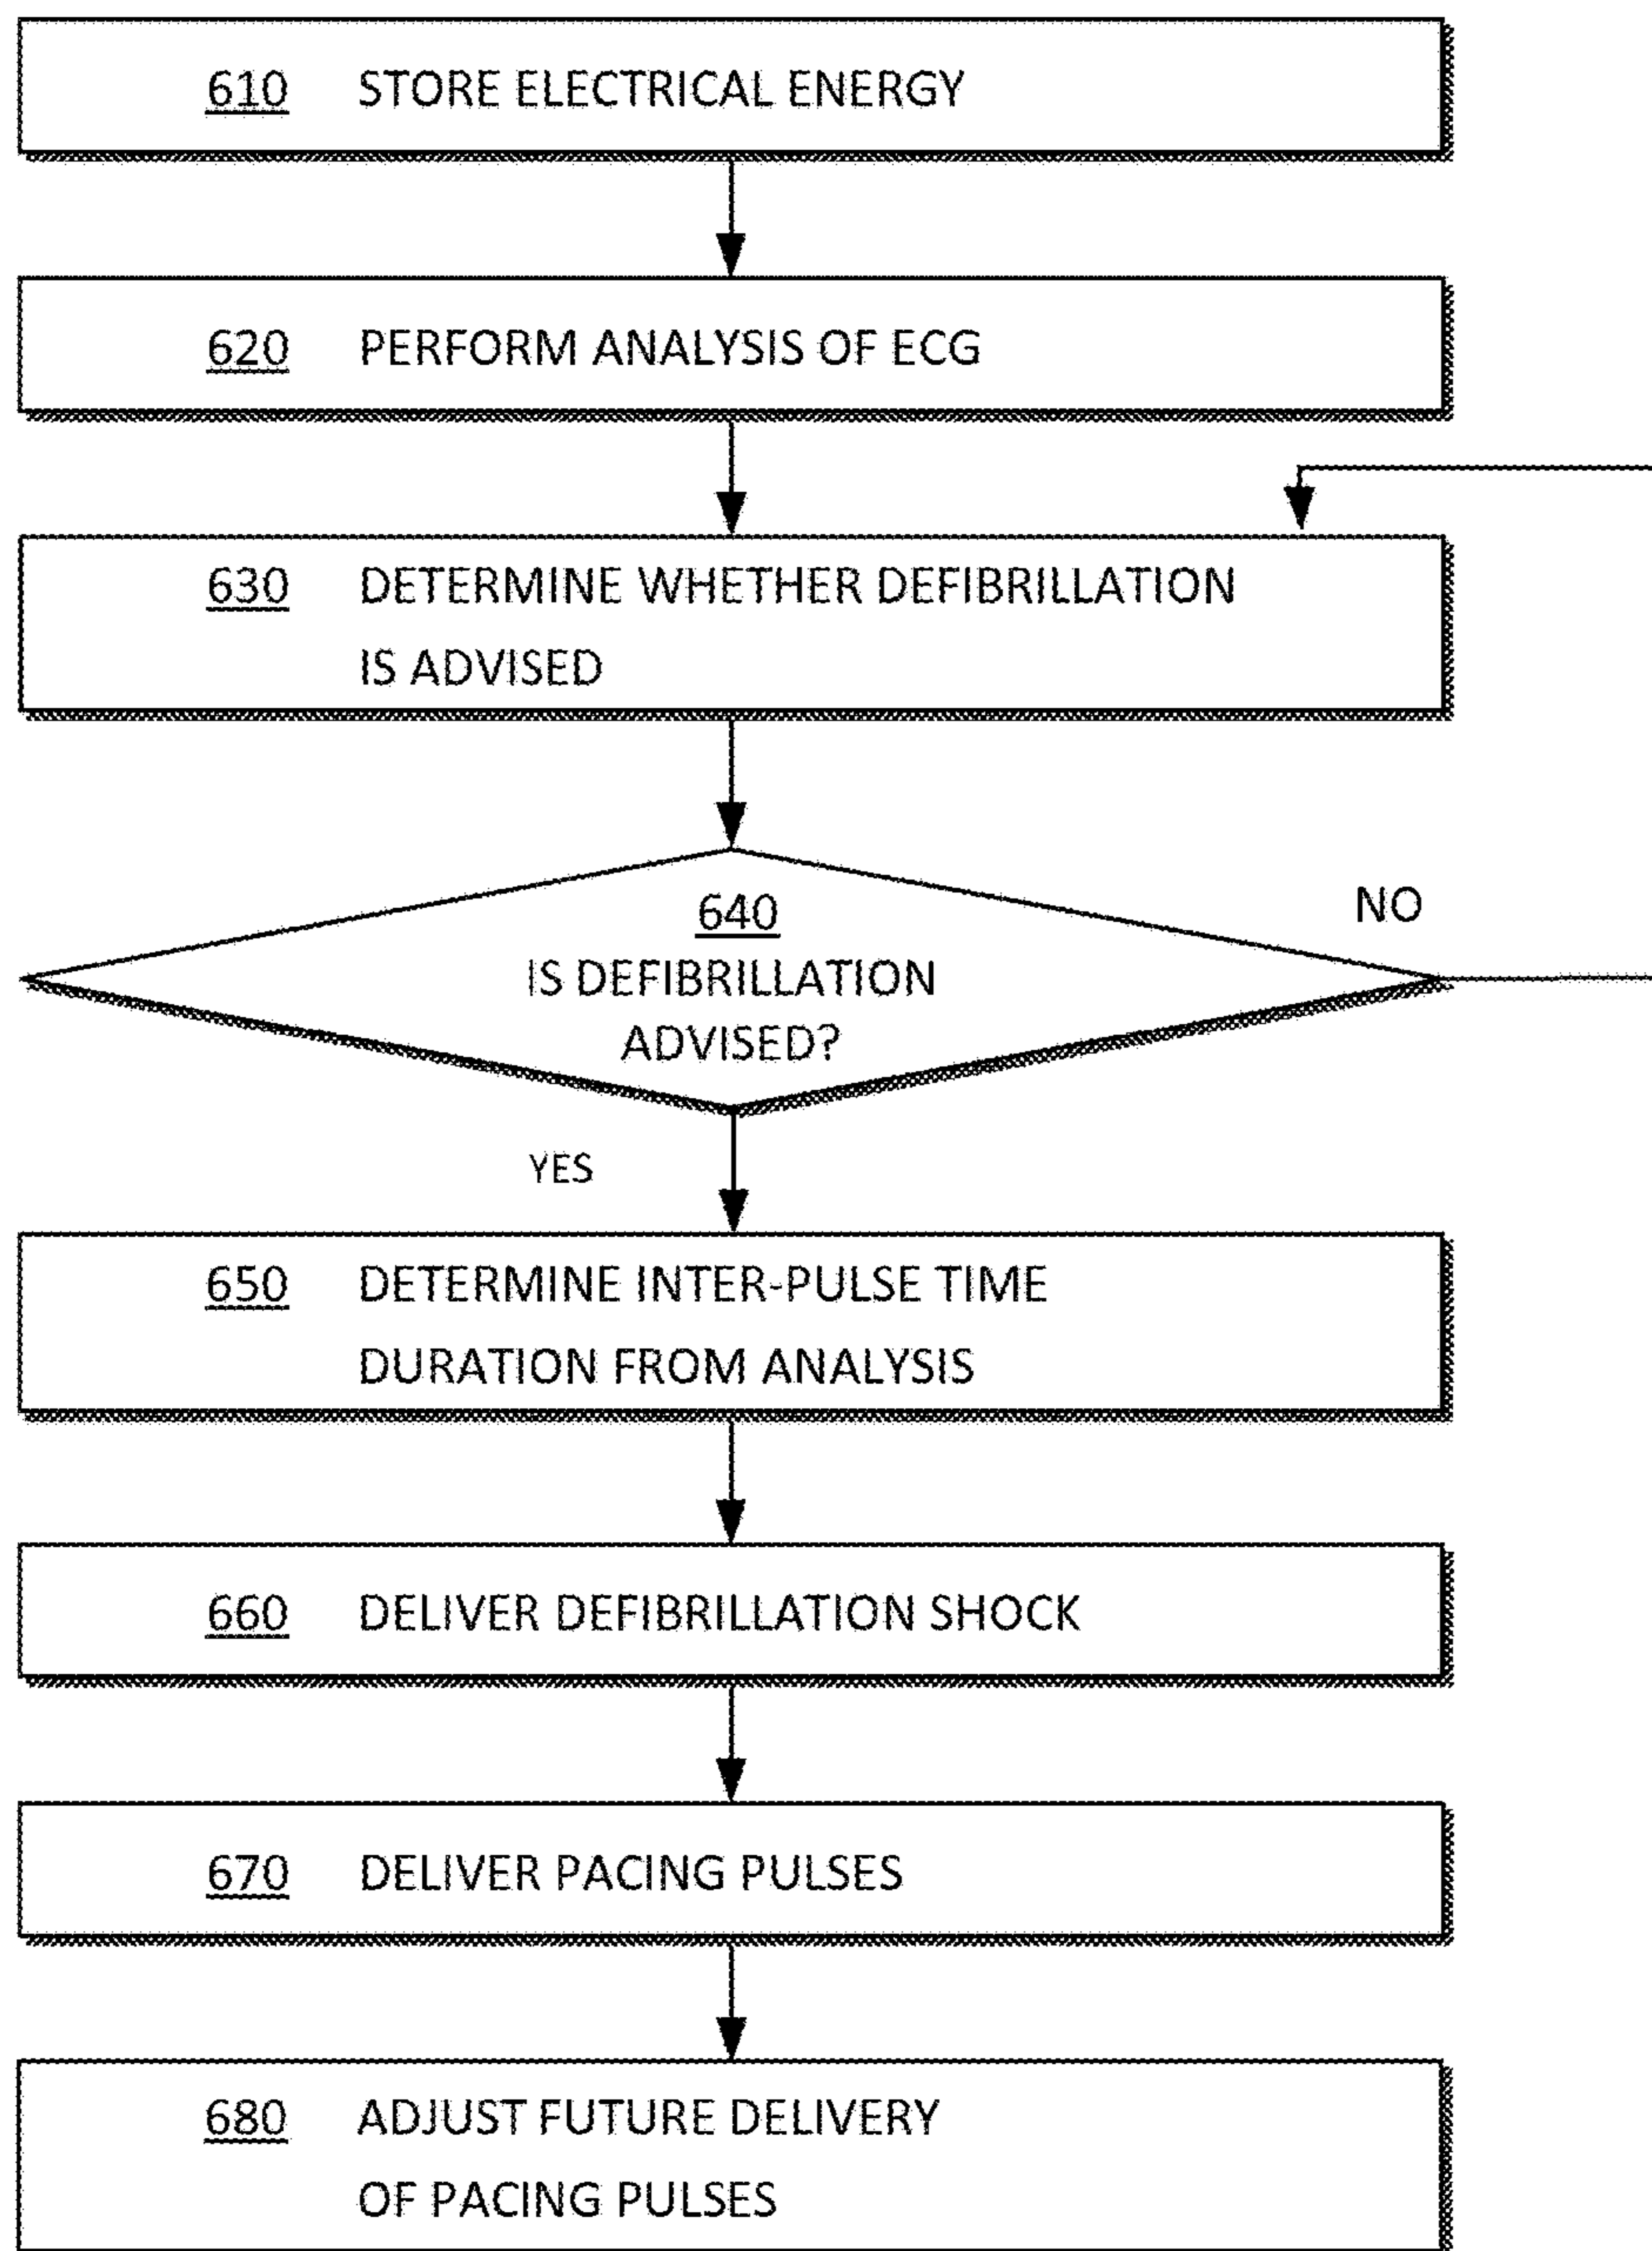 610 STORE ELECTRICAL ENERGY
620 PERFORM ANALYSIS OF ECG
630 DETERMINE WHETHER DEFIBRILLATION
IS ADVISED
640
IS DEFIBRILLATION
ADVISED?
NO
YES
650 DETERMINE INTER-PULSE TIME
DURATION FROM ANALYSIS
660 DELIVER DEFIBRILLATION SHOCK
670 DELIVER PACING PULSES
680 ADJUST FUTURE DELIVERY
OF PACING PULSES